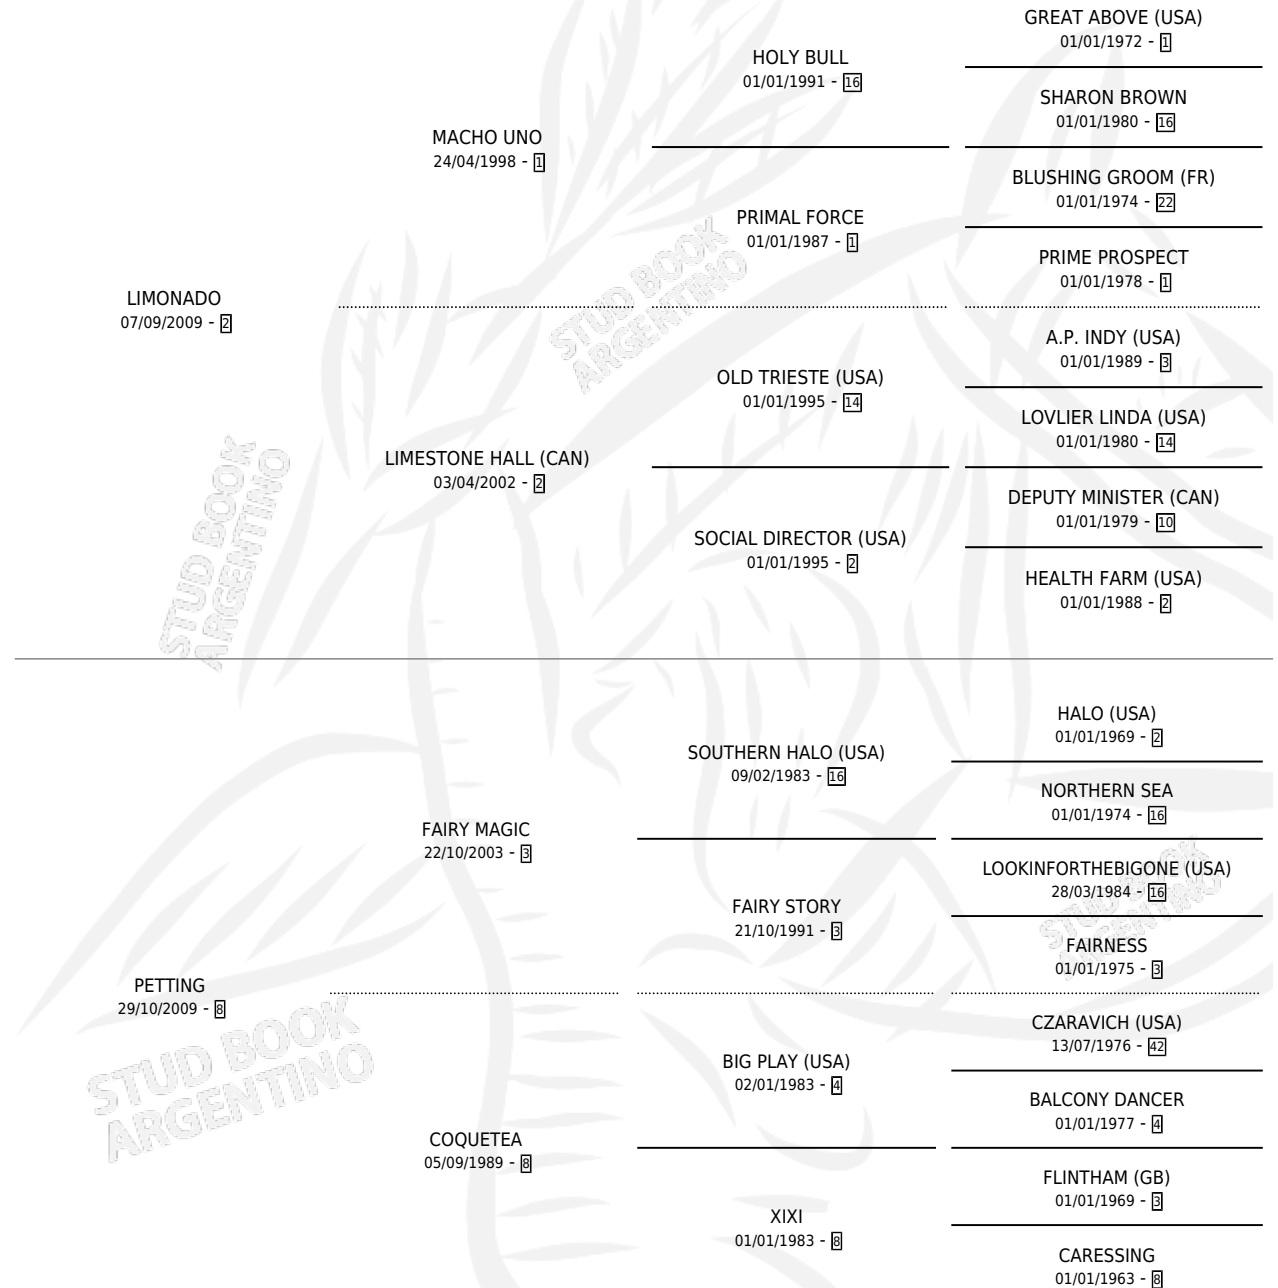 GREAT ABOVE (USA)
01/01/1972 - 1
HOLY BULL
01/01/1991 - 16
SHARON BROWN
01/01/1980 - 16
MACHO UNO
24/04/1998 - 1
BLUSHING GROOM (FR)
01/01/1974 - 22
PRIMAL FORCE
01/01/1987 - 1
PRIME PROSPECT
01/01/1978 - 1
LIMONADO
07/09/2009 - 2
A.P. INDY (USA)
01/01/1989 - 3
OLD TRIESTE (USA)
01/01/1995 - 14
LOVLIER LINDA (USA)
01/01/1980 - 14
LIMESTONE HALL (CAN)
03/04/2002 - 2
DEPUTY MINISTER (CAN)
01/01/1979 - 10
SOCIAL DIRECTOR (USA)
01/01/1995 - 2
HEALTH FARM (USA)
01/01/1988 - 2
STUD BOOK
ARGENTINO
STUD BOOK
ARGENTINO
HALO (USA)
01/01/1969 - 2
SOUTHERN HALO (USA)
09/02/1983 - 16
NORTHERN SEA
01/01/1974 - 16
FAIRY MAGIC
22/10/2003 - 3
LOOKINFORTHEBIGONE (USA)
28/03/1984 - 16
FAIRY STORY
21/10/1991 - 3
FAIRNESS
01/01/1975 - 3
STUD BOOK
ARGENTINO
PETTING
29/10/2009 - 8
CZARAVICH (USA)
13/07/1976 - 42
BIG PLAY (USA)
02/01/1983 - 4
BALCONY DANCER
01/01/1977 - 4
STUD BOOK
ARGENTINO
COQUETEA
05/09/1989 - 8
FLINTHAM (GB)
01/01/1969 - 3
XIXI
01/01/1983 - 8
CARESSING
01/01/1963 - 8